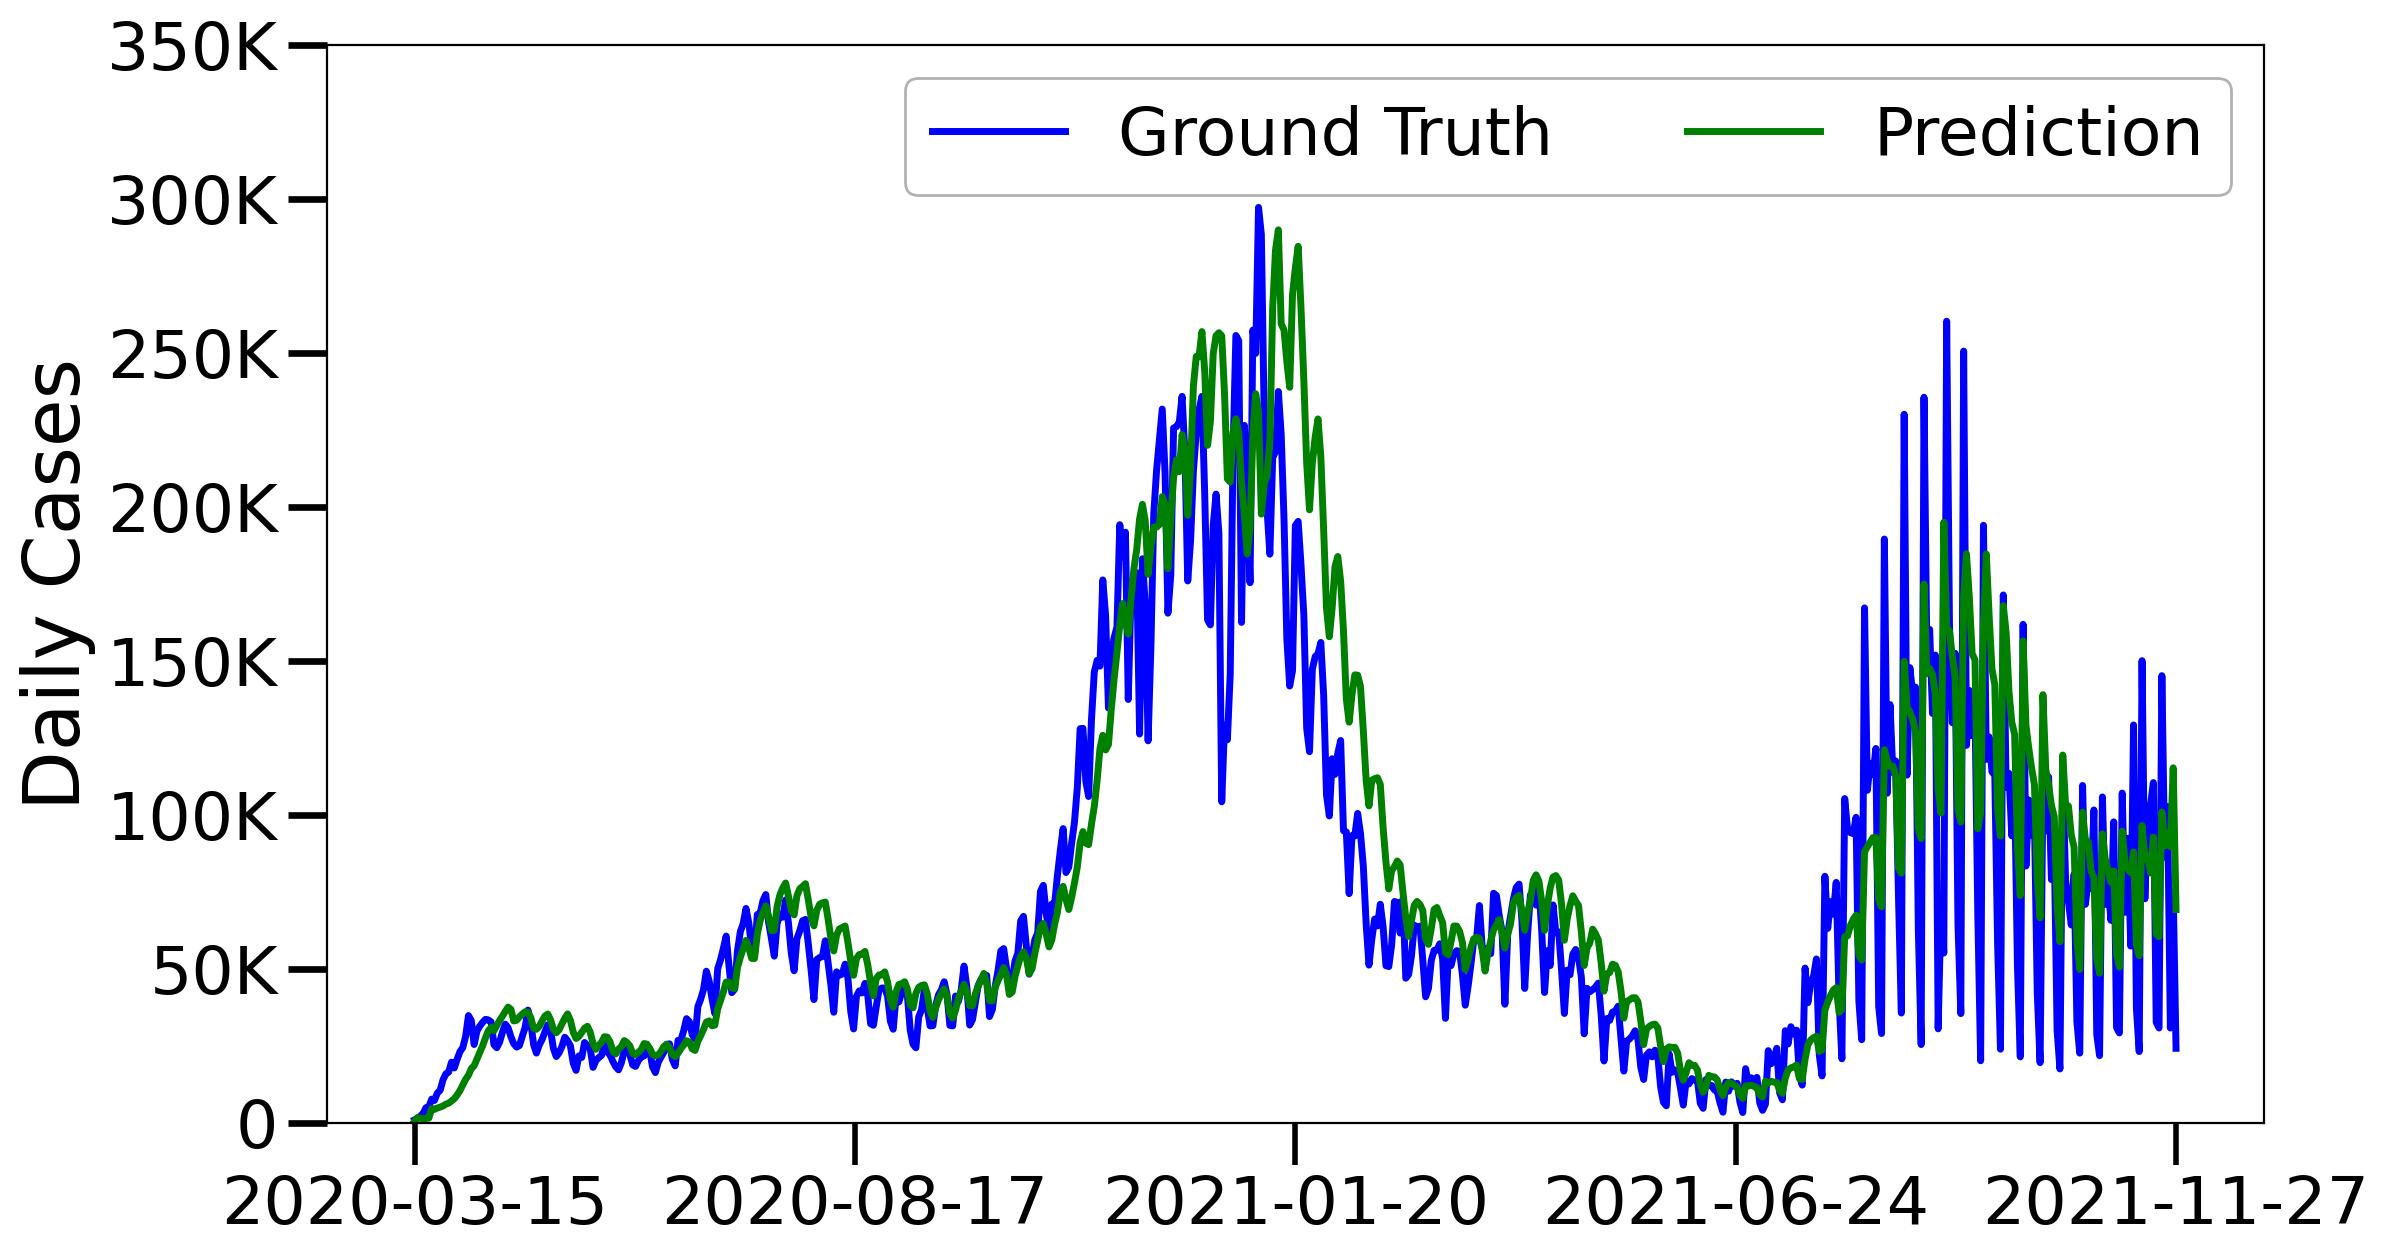 350K
Ground Truth
Prediction
300K
250K
200K
150K
100K
50K
0
Daily Cases
2020-03-15
2020-08-17
2021-01-20
2021-06-24
2021-11-27